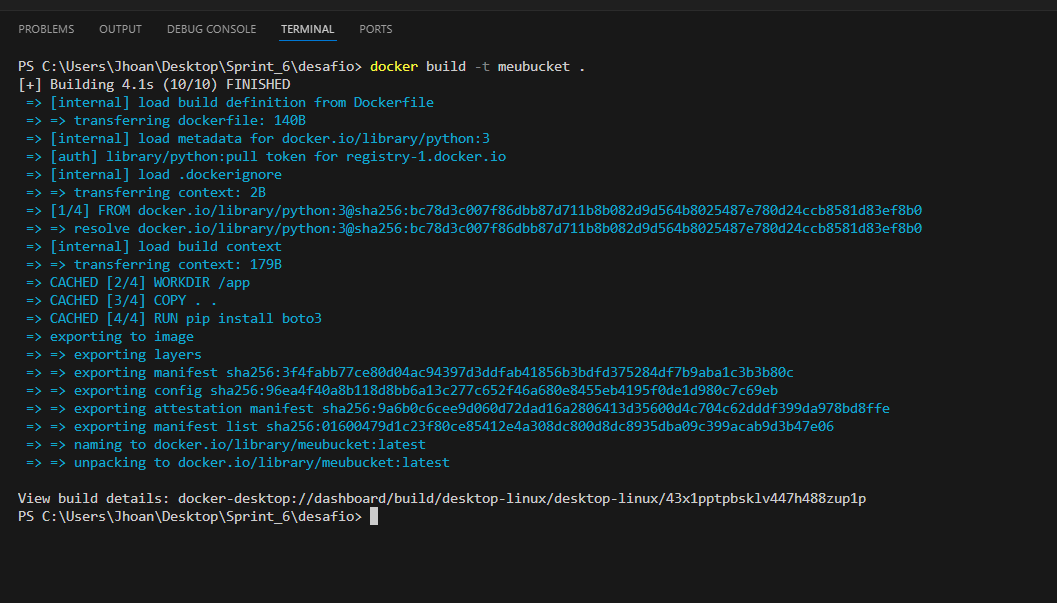 PROBLEMS OUTPUT DEBUG CONSOLE TERMINAL PORTS
PS C:\Users\Jhoan\Desktop\Sprint_6\desafio> docker build -t meubucket .
[+] Building 4.1s (10/10) FINISHED
=> [internal] load build definition from Dockerfile
=> => transferring dockerfile: 140B
=> [internal] load metadata for docker.io/library/python:3
=> [auth] library/python:pull token for registry-1.docker.io
=> [internal] load .dockerignore
=> => transferring context: 2B
=> [1/4] FROM docker.io/library/python:3@sha256:bc78d3c007f86dbb87d711b8b082d9d564b8025487e780d24ccb8581d83ef8b0
=> => resolve docker.io/library/python:3@sha256:bc78d3c007f86dbb87d711b8b082d9d564b8025487e780d24ccb8581d83ef8b0
=> [internal] load build context
=> => transferring context: 179B
=> CACHED [2/4] WORKDIR /app
=> CACHED [3/4] COPY . .
=> CACHED [4/4] RUN pip install boto3
=> exporting to image
=> => exporting layers
=> => exporting manifest sha256:3f4fabb77ce80d04ac94397d3ddfab41856b3bdfd375284df7b9aba1c3b3b80c
=> => exporting config sha256:96ea4f40a8b118d8bb6a13c277c652f46a680e8455eb4195f0de1d980c7c69eb
=> => exporting attestation manifest sha256:9a6b0c6cee9d060d72dad16a2806413d35600d4c704c62dddf399da978bd8ffe
=> => exporting manifest list sha256:01600479d1c23f80ce85412e4a308dc800d8dc8935dba09c399acab9d3b47e06
=> => naming to docker.io/library/meubucket:latest
=> => unpacking to docker.io/library/meubucket:latest
View build details: docker-desktop://dashboard/build/desktop-linux/desktop-linux/43x1pptpbsklv447h488zup1p
PS C:\Users\Jhoan\Desktop\Sprint_6\desafio>